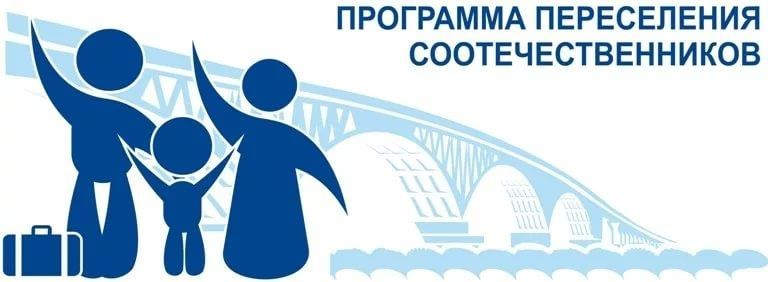 ПРОГРАММА ПЕРЕСЕЛЕНИЯ
СООТЕЧЕСТВЕННИКОВ